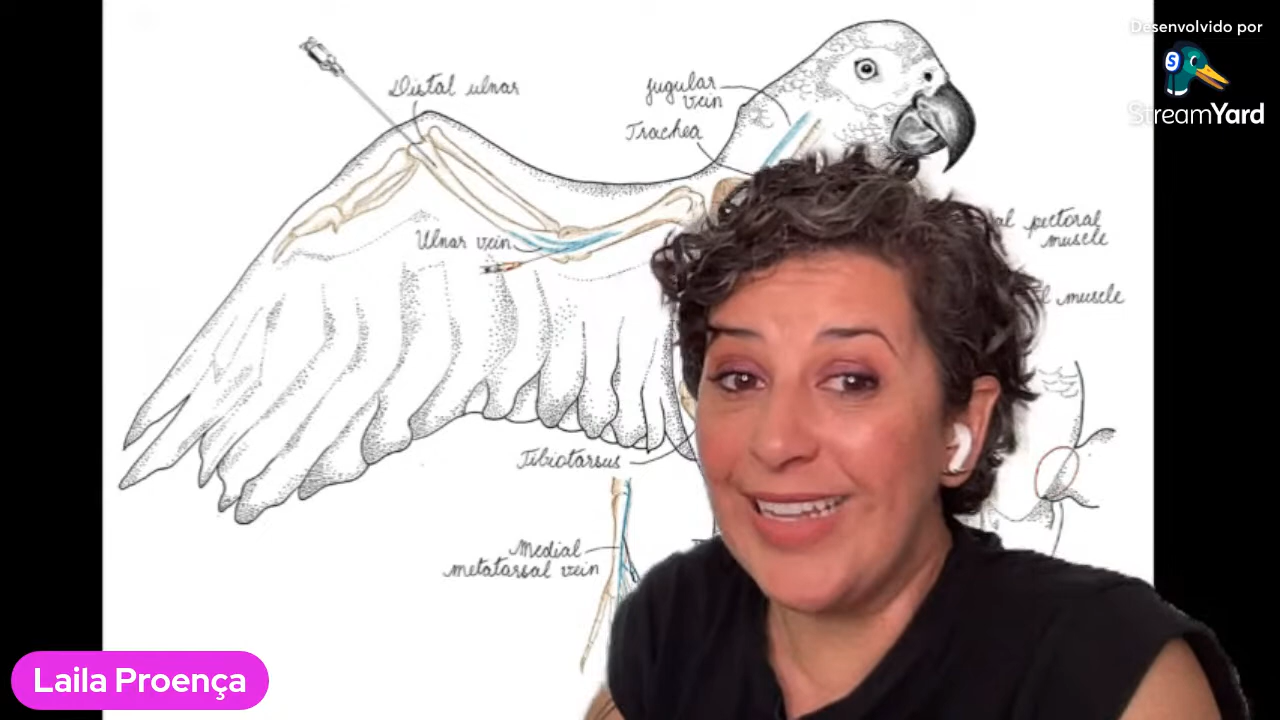 Desenvolvido por
StreamYard
Distal ulnar
jugular
vein
Trachea
pectoral
muscle
Ulnar vein
muscle
Tibiotarsus
Medial
metatarsal vein
Laila Proença